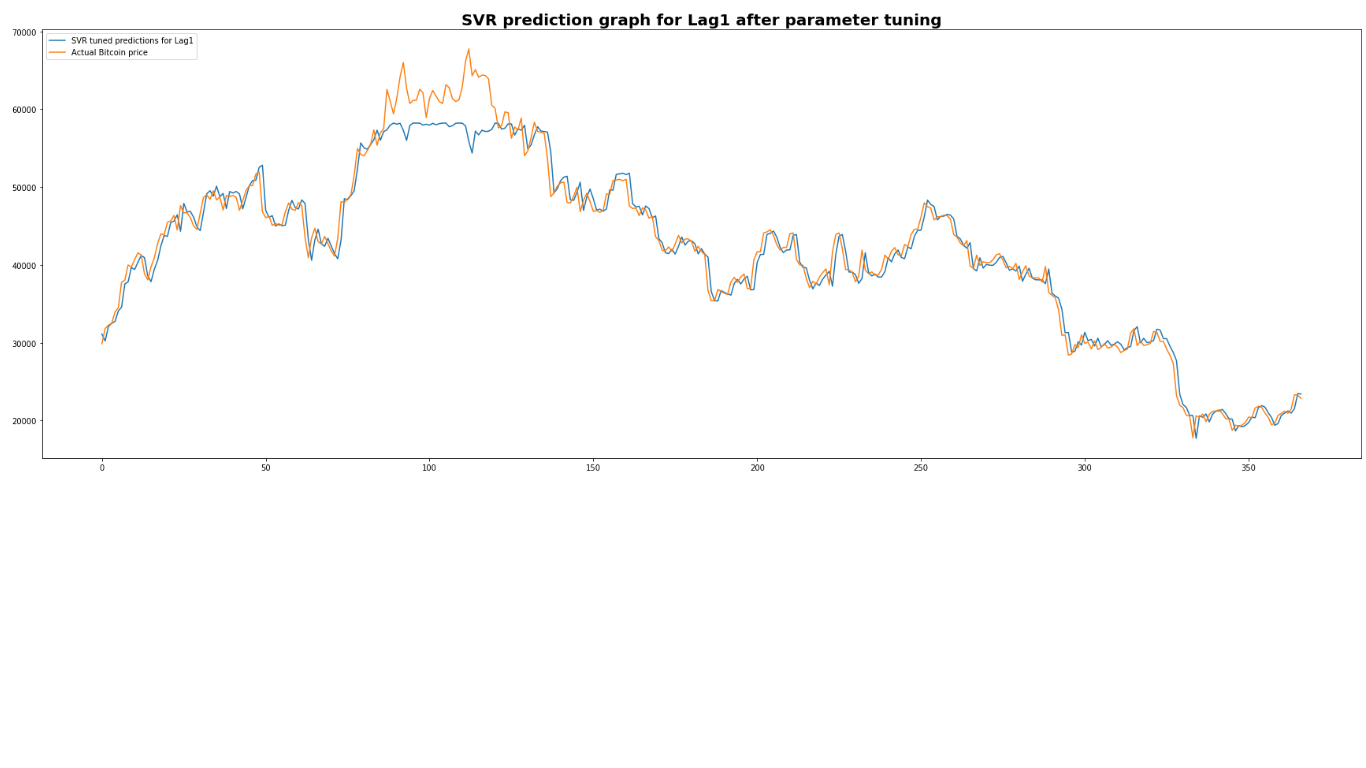 SVR prediction graph for Lag1 after parameter tuning
SVR tuned predictions for Lag1
Actual Bitcoin price
70000
60000
50000
40000
30000
20000
0 50 100 150 200 250 300 350